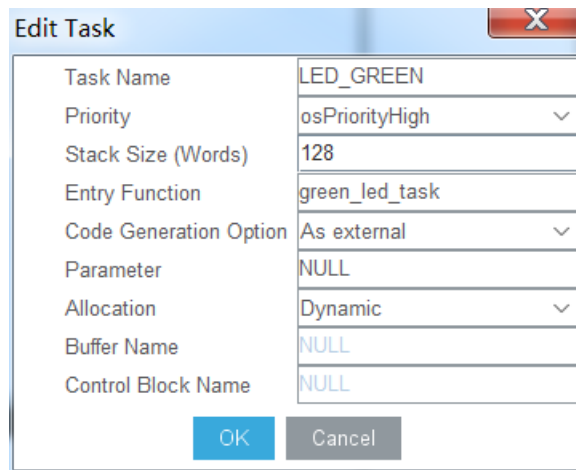 Edit Task
X
Task Name LED_GREEN
Priority osPriorityHigh
Stack Size (Words) 128
Entry Function green_led_task
Code Generation Option As external
Parameter NULL
Allocation Dynamic
Buffer Name NULL
Control Block Name NULL
OK Cancel